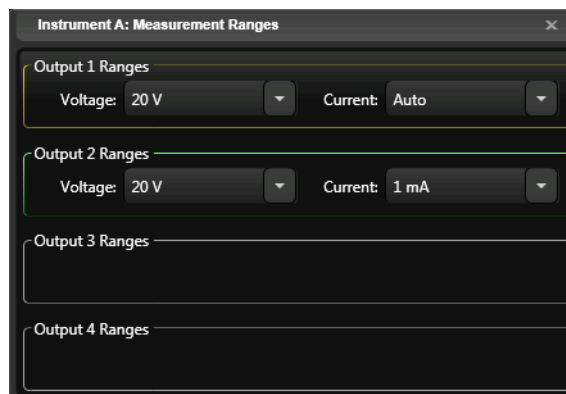 Instrument A: Measurement Ranges
Output 1 Ranges
Voltage: 20 V Current: Auto
Output 2 Ranges
Voltage: 20 V Current: 1 mA
Output 3 Ranges
Output 4 Ranges